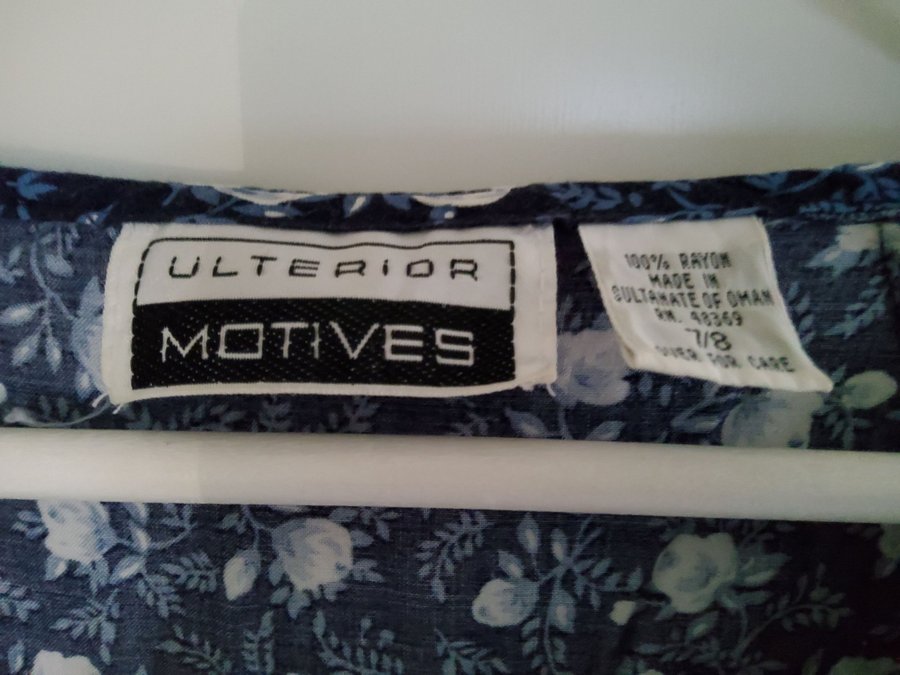 ULTERIOR
MOTIVES
100% RAYON
MADE IN
SULTANATE OF OMAN
RN. 48369
7/8
OVER FOR CARE